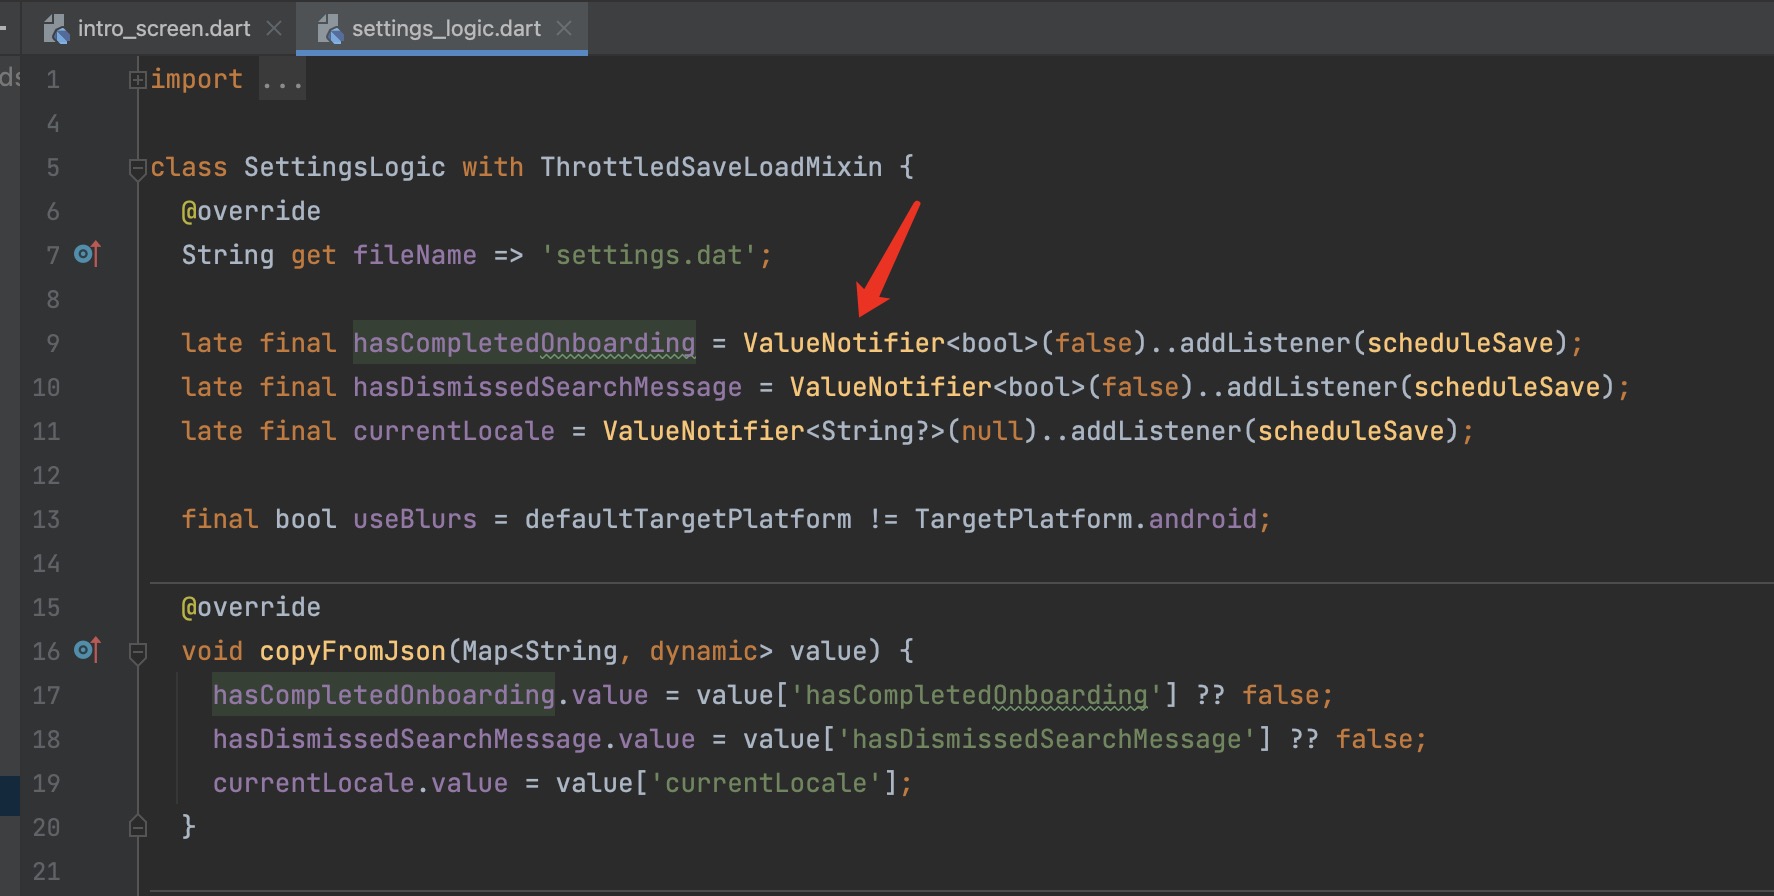 intro_screen.dart settings_logic.dart
ds
1 import ...
4
5 class SettingsLogic with ThrottledSaveLoadMixin {
6 @override
7 String get fileName => 'settings.dat';
8
9 late final hasCompletedOnboarding = ValueNotifier<bool>(false)..addListener(scheduleSave);
10 late final hasDismissedSearchMessage = ValueNotifier<bool>(false)..addListener(scheduleSave);
11 late final currentLocale = ValueNotifier<String?>(null)..addListener(scheduleSave);
12
13 final bool useBlurs = defaultTargetPlatform != TargetPlatform.android;
14
15 @override
16 void copyFromJson(Map<String, dynamic> value) {
17 hasCompletedOnboarding.value = value['hasCompletedOnboarding'] ?? false;
18 hasDismissedSearchMessage.value = value['hasDismissedSearchMessage'] ?? false;
19 currentLocale.value = value['currentLocale'];
20 }
21